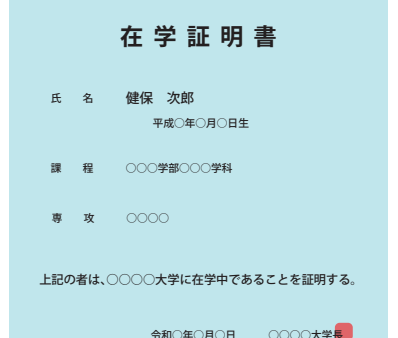 在学証明書
氏 名 健保 次郎
平成○年○月○日生
課 程 ○○○学部○○○学科
専 攻 ○○○○
上記の者は、○○○○大学に在学中であることを証明する。
令和○年○月○日 ○○○○大学長